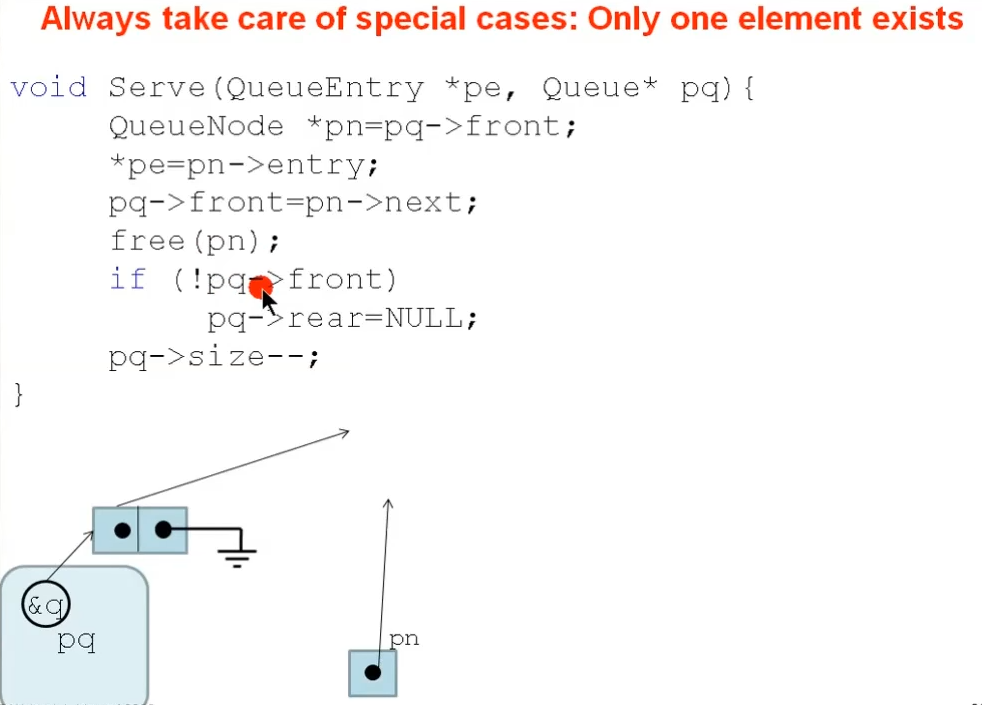 Always take care of special cases: Only one element exists
void Serve(QueueEntry *pe, Queue* pq){
QueueNode *pn=pq->front;
*pe=pn->entry;
pq->front=pn->next;
free(pn);
if (!pq->front)
pq->rear=NULL;
pq->size--;
}
&q
pq
pn